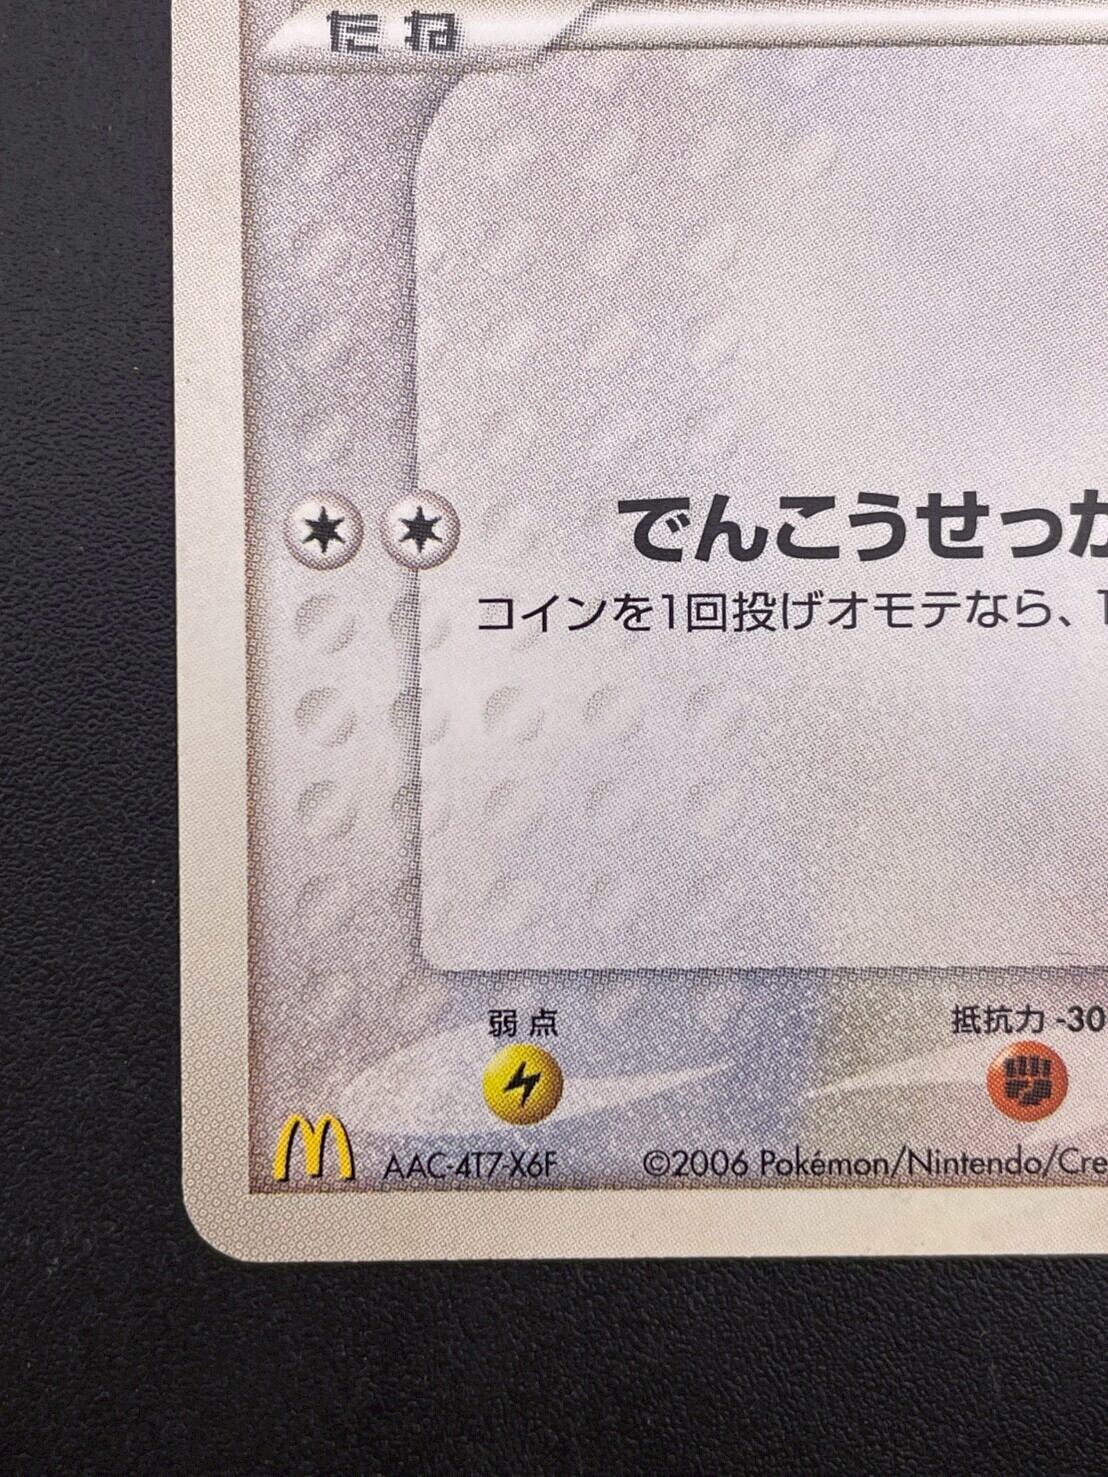 だね
でんこうせっか
コインを1回投げオモテなら、1
弱点
抵抗力 -30
AAC-4T7-X6F
©2006 Pokémon/Nintendo/Cre